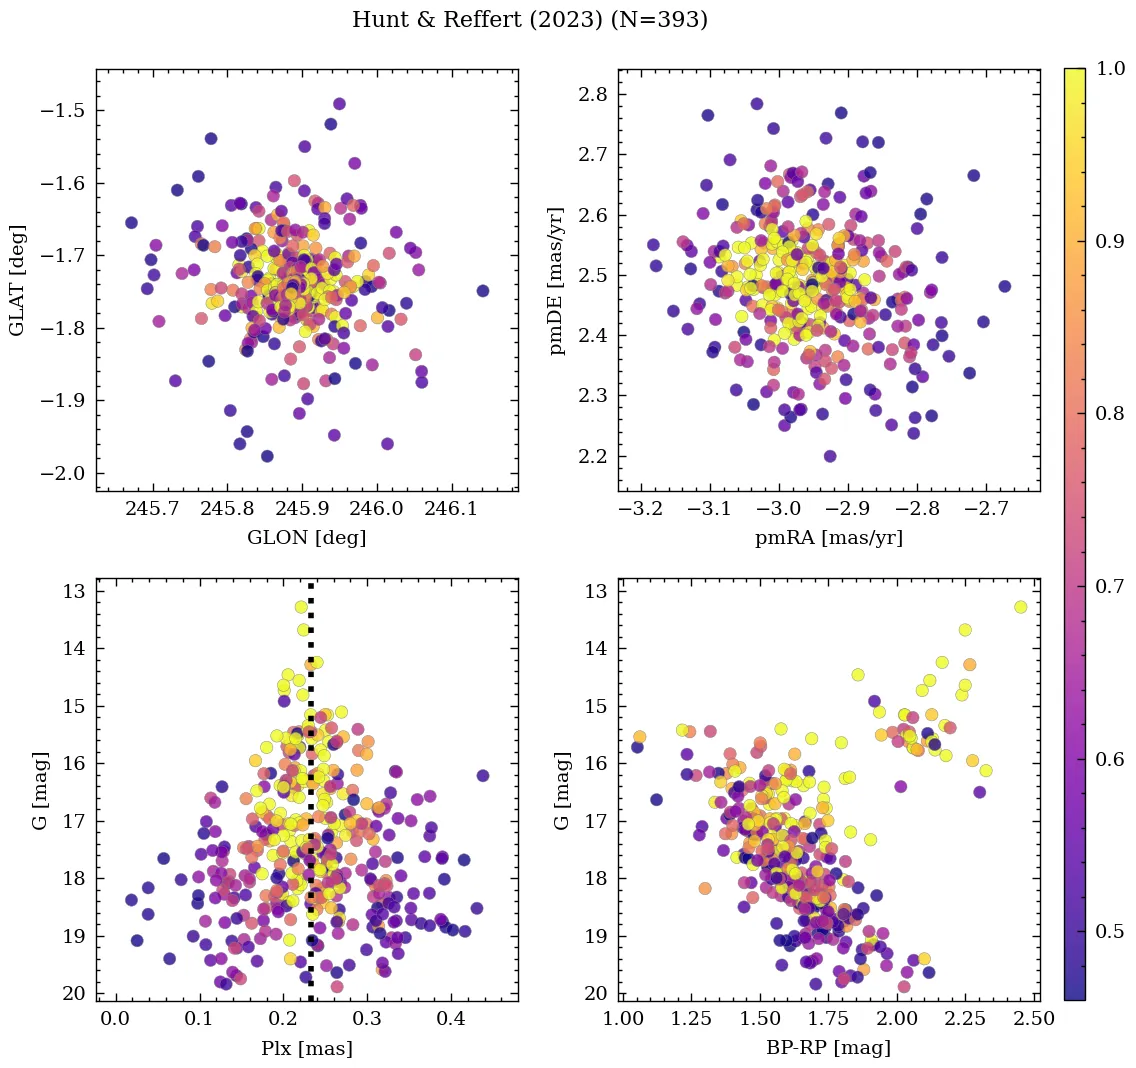 Hunt & Reffert (2023) (N=393)
−1.5
−1.6
−1.7
−1.8
−1.9
−2.0
GLAT [deg]
245.7 245.8 245.9 246.0 246.1
GLON [deg]
2.8
2.7
2.6
2.5
2.4
2.3
2.2
pmDE [mas/yr]
−3.2 −3.1 −3.0 −2.9 −2.8 −2.7
pmRA [mas/yr]
13
14
15
16
17
18
19
20
G [mag]
0.0 0.1 0.2 0.3 0.4
Plx [mas]
13
14
15
16
17
18
19
20
G [mag]
1.00 1.25 1.50 1.75 2.00 2.25 2.50
BP-RP [mag]
1.0
0.9
0.8
0.7
0.6
0.5